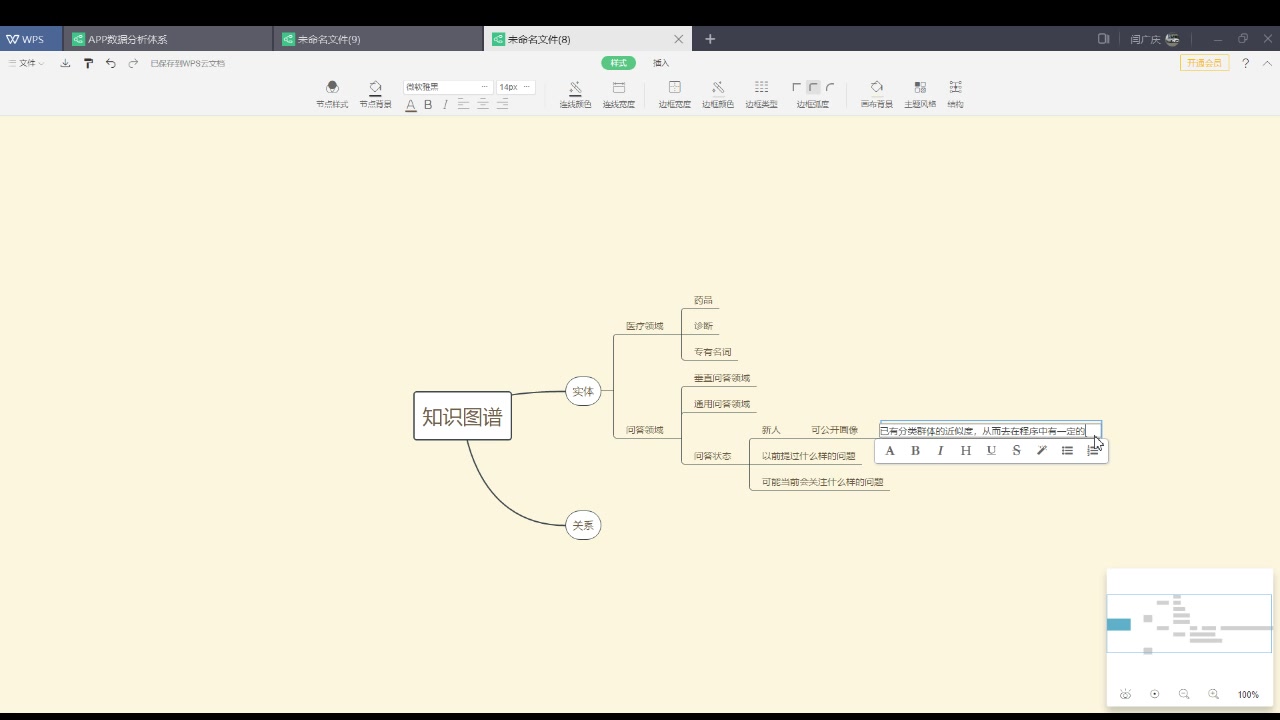 WPS
APP数据分析体系
未命名文件(9)
未命名文件(8)
闫广庆
文件
已保存到WPS云文档
样式
插入
开通会员
节点样式
节点背景
微软雅黑
14px
连线颜色
连线宽度
边框宽度
边框颜色
边框类型
边框弧度
画布背景
主题风格
结构
药品
医疗领域
诊断
专有名词
垂直问答领域
实体
通用问答领域
知识图谱
问答领域
新人
可公开画像
已有分类群体的近似度，从而去在程序中有一定的
问答状态
以前提过什么样的问题
可能当前会关注什么样的问题
关系
100%